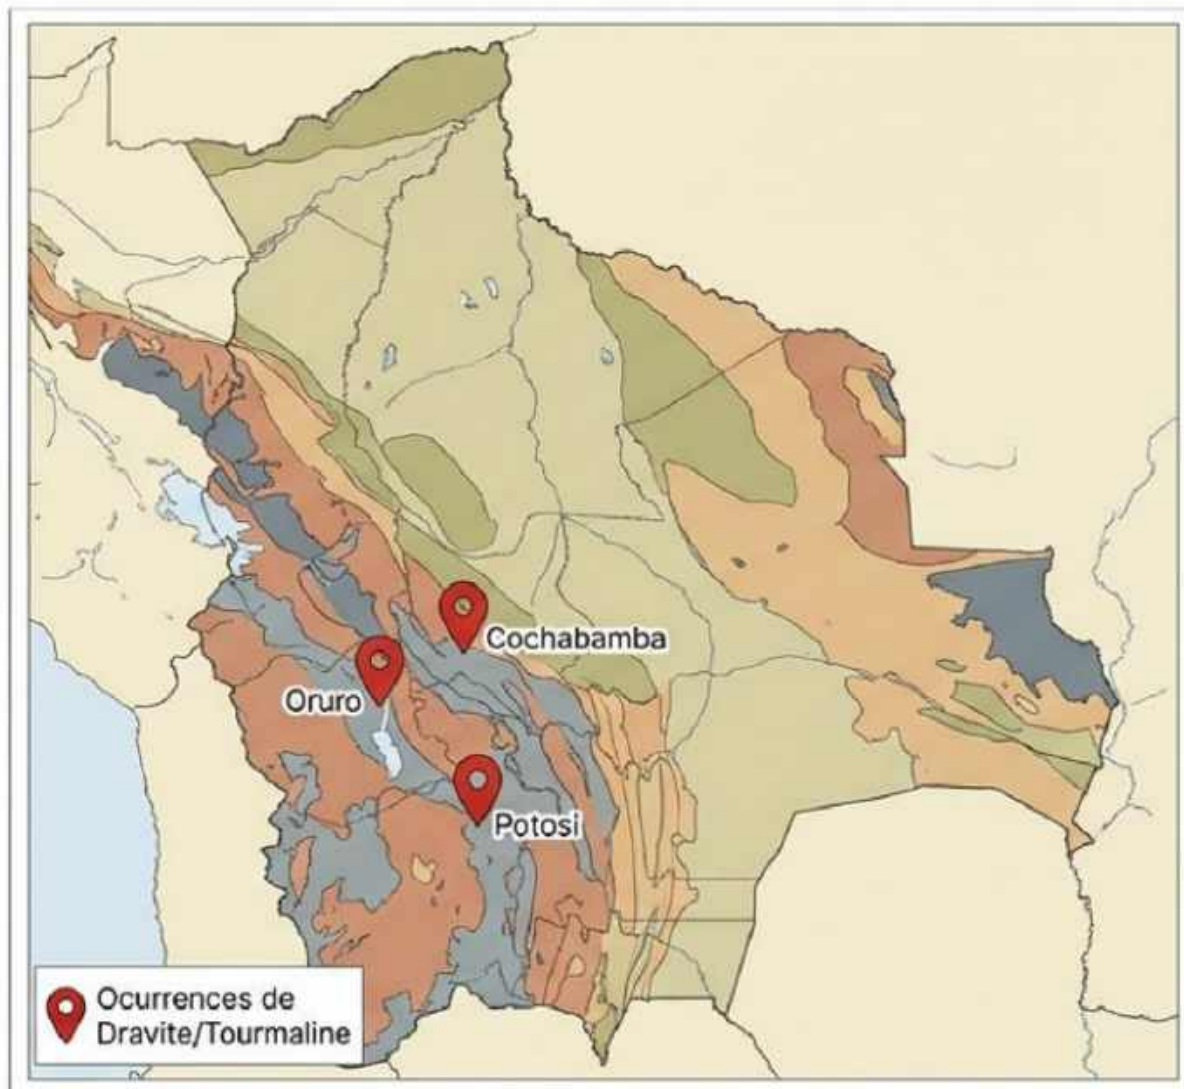 Cochabamba
Oruro
Potosi
Ocurrences de
Dravite/Tourmaline